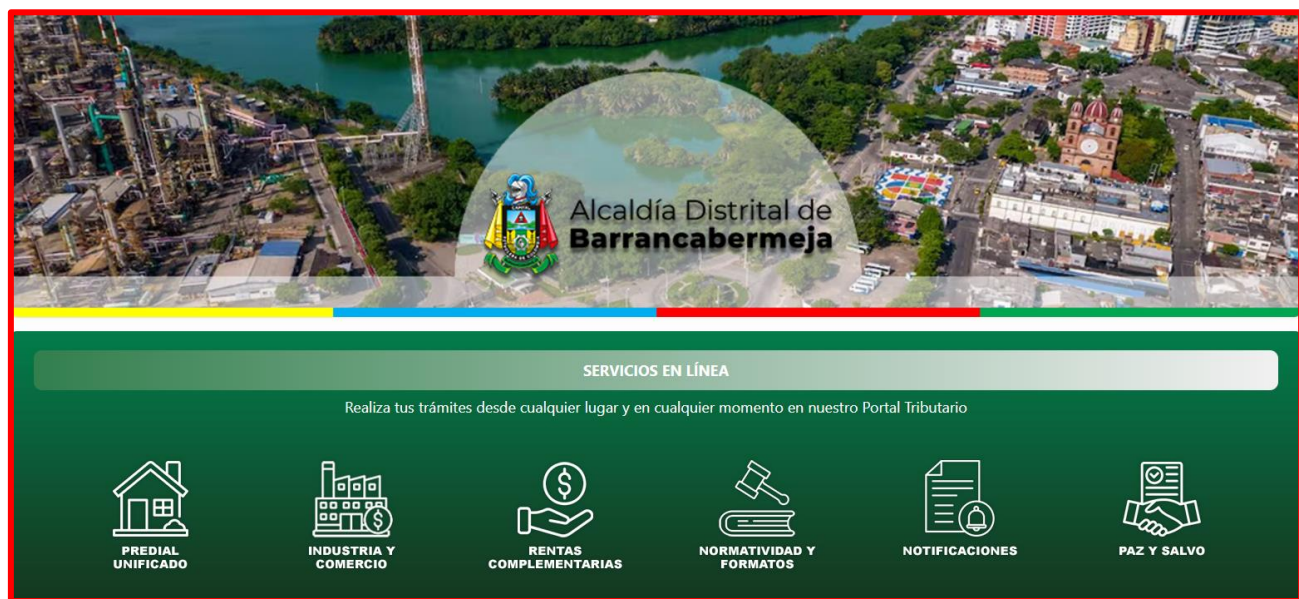 Alcaldía Distrital de
Barrancabermeja
SERVICIOS EN LÍNEA
Realiza tus trámites desde cualquier lugar y en cualquier momento en nuestro Portal Tributario
PREDIAL
UNIFICADO
INDUSTRIA Y
COMERCIO
RENTAS
COMPLEMENTARIAS
NORMATIVIDAD Y
FORMATOS
NOTIFICACIONES
PAZ Y SALVO